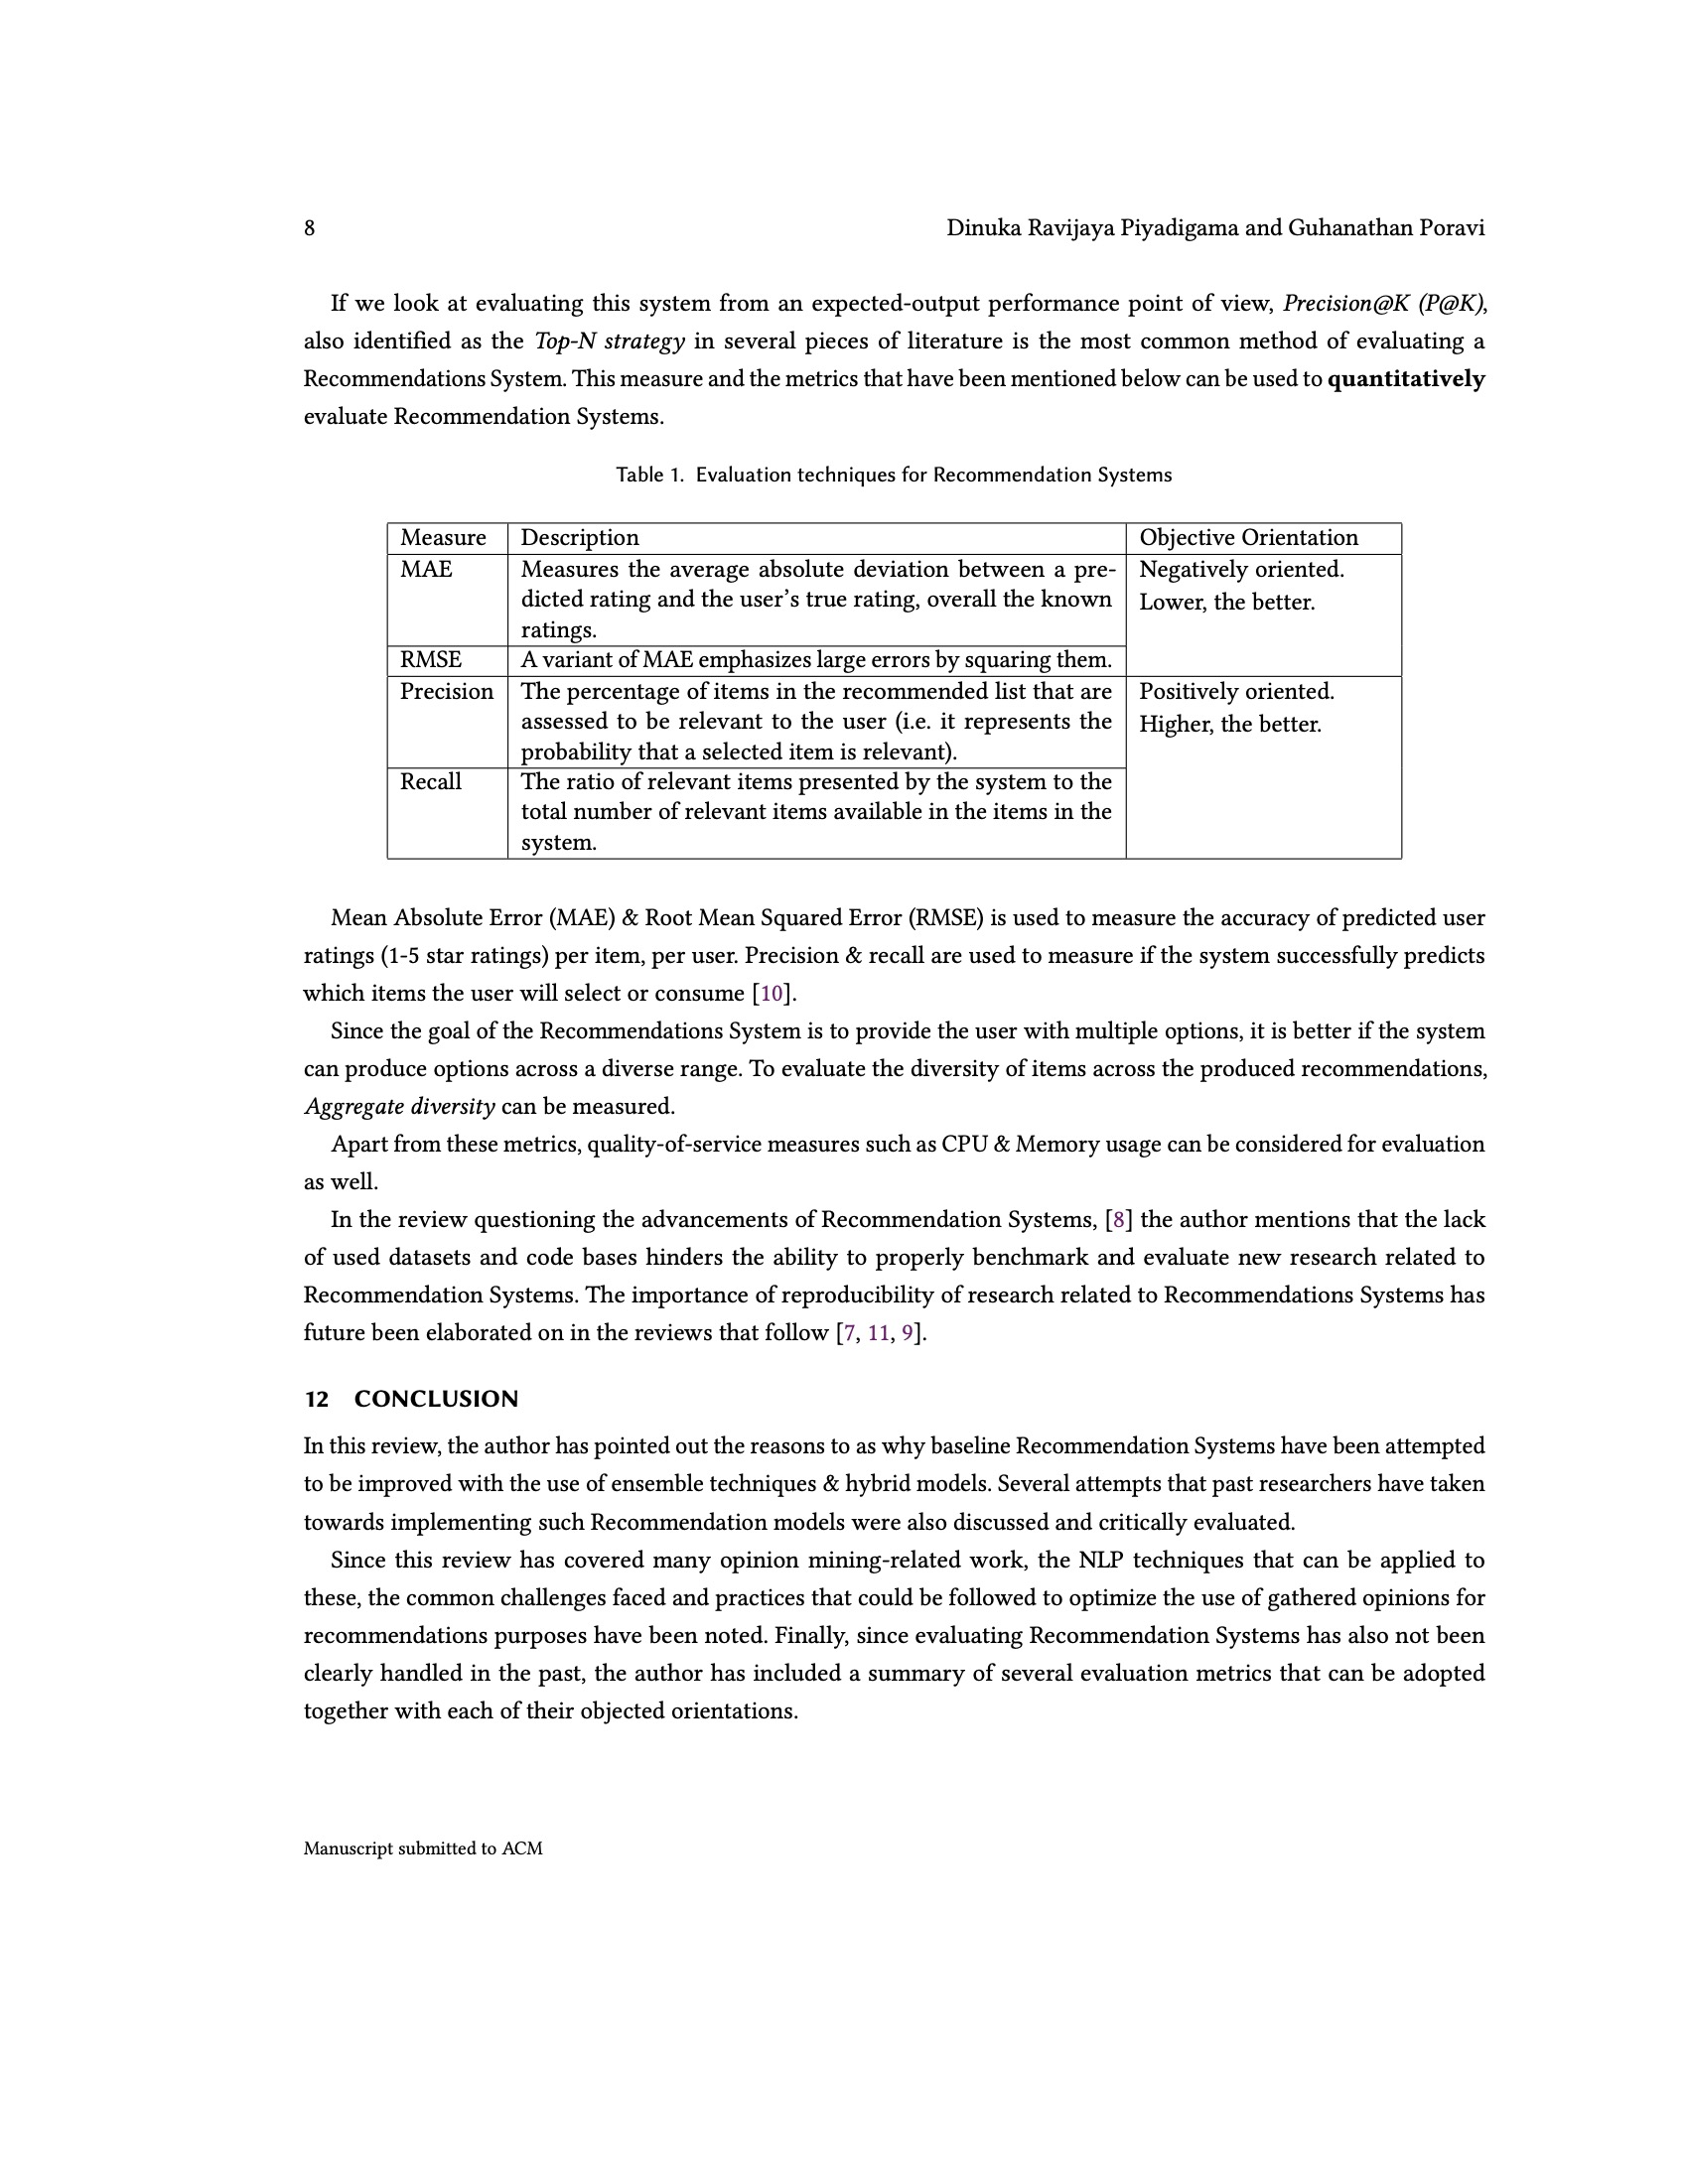 8
Dinuka Ravijaya Piyadigama and Guhanathan Poravi
If we look at evaluating this system from an expected-output performance point of view, Precision@K (P@K),
also identified as the Top-N strategy in several pieces of literature is the most common method of evaluating a
Recommendations System. This measure and the metrics that have been mentioned below can be used to quantitatively
evaluate Recommendation Systems.
Table 1. Evaluation techniques for Recommendation Systems
Measure Description Objective Orientation
MAE Measures the average absolute deviation between a pre- Negatively oriented.
dicted rating and the user's true rating, overall the known Lower, the better.
ratings.
RMSE A variant of MAE emphasizes large errors by squaring them.
Precision The percentage of items in the recommended list that are Positively oriented.
assessed to be relevant to the user (i.e. it represents the Higher, the better.
probability that a selected item is relevant).
Recall The ratio of relevant items presented by the system to the
total number of relevant items available in the items in the
system.
Mean Absolute Error (MAE) & Root Mean Squared Error (RMSE) is used to measure the accuracy of predicted user
ratings (1-5 star ratings) per item, per user. Precision & recall are used to measure if the system successfully predicts
which items the user will select or consume [10].
Since the goal of the Recommendations System is to provide the user with multiple options, it is better if the system
can produce options across a diverse range. To evaluate the diversity of items across the produced recommendations,
Aggregate diversity can be measured.
Apart from these metrics, quality-of-service measures such as CPU & Memory usage can be considered for evaluation
as well.
In the review questioning the advancements of Recommendation Systems, [8] the author mentions that the lack
of used datasets and code bases hinders the ability to properly benchmark and evaluate new research related to
Recommendation Systems. The importance of reproducibility of research related to Recommendations Systems has
future been elaborated on in the reviews that follow [7, 11, 9].
12 CONCLUSION
In this review, the author has pointed out the reasons to as why baseline Recommendation Systems have been attempted
to be improved with the use of ensemble techniques & hybrid models. Several attempts that past researchers have taken
towards implementing such Recommendation models were also discussed and critically evaluated.
Since this review has covered many opinion mining-related work, the NLP techniques that can be applied to
these, the common challenges faced and practices that could be followed to optimize the use of gathered opinions for
recommendations purposes have been noted. Finally, since evaluating Recommendation Systems has also not been
clearly handled in the past, the author has included a summary of several evaluation metrics that can be adopted
together with each of their objected orientations.
Manuscript submitted to ACM